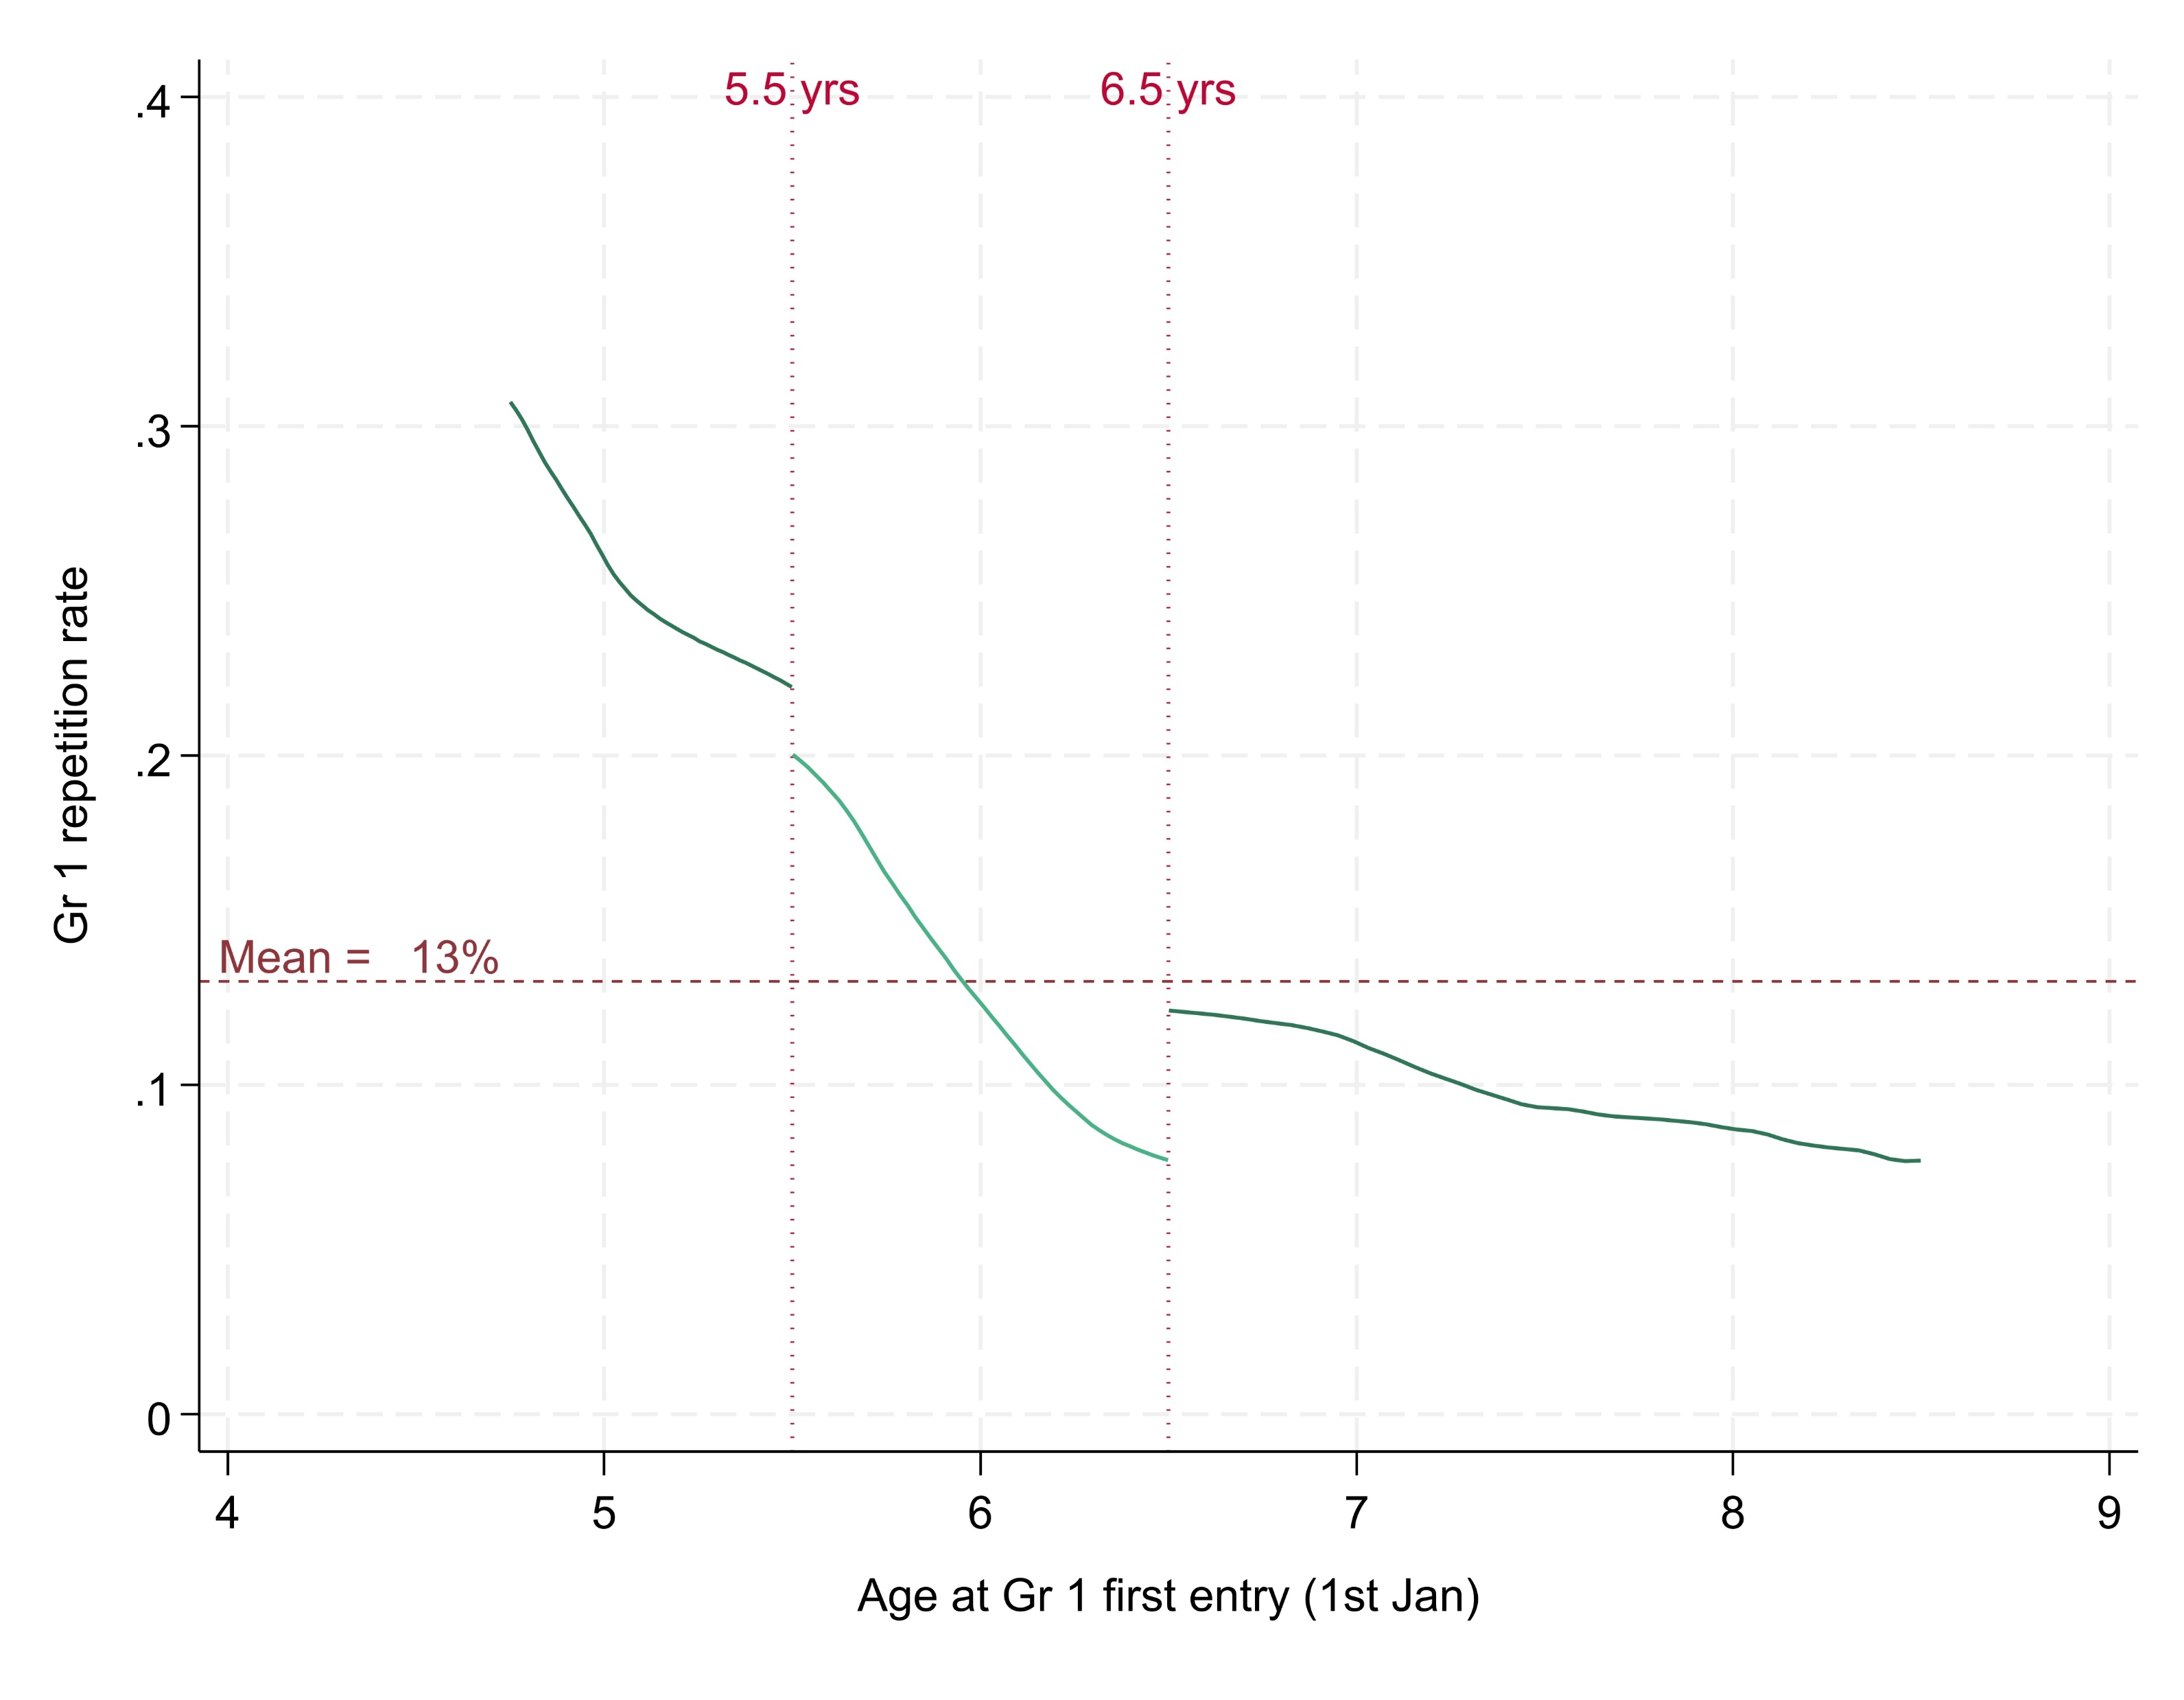 5.5 yrs
6.5 yrs
.4
.3
.2
.1
0
Gr 1 repetition rate
Mean = 13%
4
5
6
7
8
9
Age at Gr 1 first entry (1st Jan)